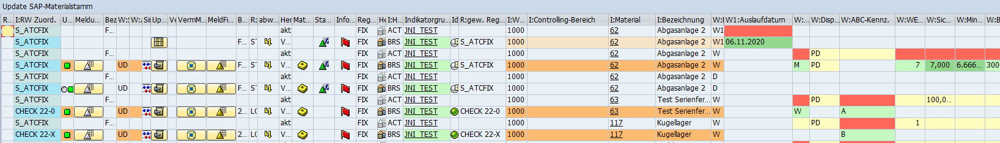 Update SAP-Materialstamm
R... I:RW Zuord. U... Meldu... Bez W:S W:A Sir Up... Ve VermM... MeldFi... B... R: abw... Her Mat... Sta... Info... Reg... He I:H... Indikatorgru... Id R:gew. Reg... I:W... I:Controlling-Bereich I:Material I:Bezeichnung W:I W1:Auslaufdatum W:... W:Disp... W:ABC-Kennz. W:WE... W:Sic... W:Min... W:B
S_ATCFIX F... akt FIX ACT JNI_TEST 1000 62 Abgasanlage 2 W1
S_ATCFIX F... ST V... FIX BRS JNI_TEST S_ATCFIX 1000 62 Abgasanlage 2 W1 06.11.2020
S_ATCFIX F... akt FIX ACT JNI_TEST 1000 62 Abgasanlage 2 W PD
S_ATCFIX UD F... ST V... FIX BRS JNI_TEST S_ATCFIX 1000 62 Abgasanlage 2 W M PD 7 7,000 6.666... 300
S_ATCFIX F... akt FIX ACT JNI_TEST 1000 62 Abgasanlage 2 D
S_ATCFIX UD F... ST V... FIX BRS JNI_TEST S_ATCFIX 1000 62 Abgasanlage 2 D
S_ATCFIX F... akt FIX ACT JNI_TEST 1000 63 Test Serienfer... W PD 100,0...
CHECK 22-0 UD 2... LC V... FIX BRS JNI_TEST CHECK 22-0 1000 63 Test Serienfer... W W A
S_ATCFIX F... akt FIX ACT JNI_TEST 1000 117 Kugellager W PD 1
CHECK 22-X UD 2... LC V... FIX BRS JNI_TEST CHECK 22-X 1000 117 Kugellager W B